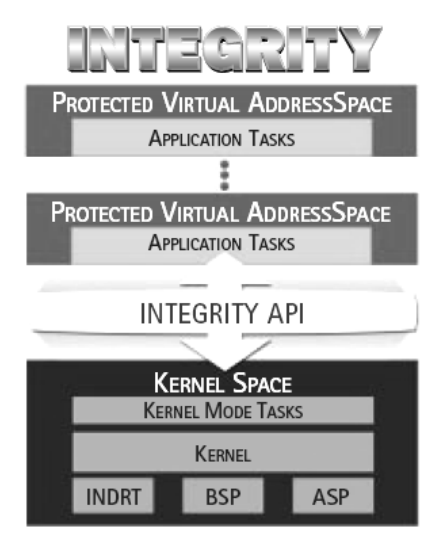 INTEGRITY
PROTECTED VIRTUAL ADDRESSSPACE
APPLICATION TASKS
PROTECTED VIRTUAL ADDRESSSPACE
APPLICATION TASKS
INTEGRITY API
KERNEL SPACE
KERNEL MODE TASKS
KERNEL
INDRT BSP ASP